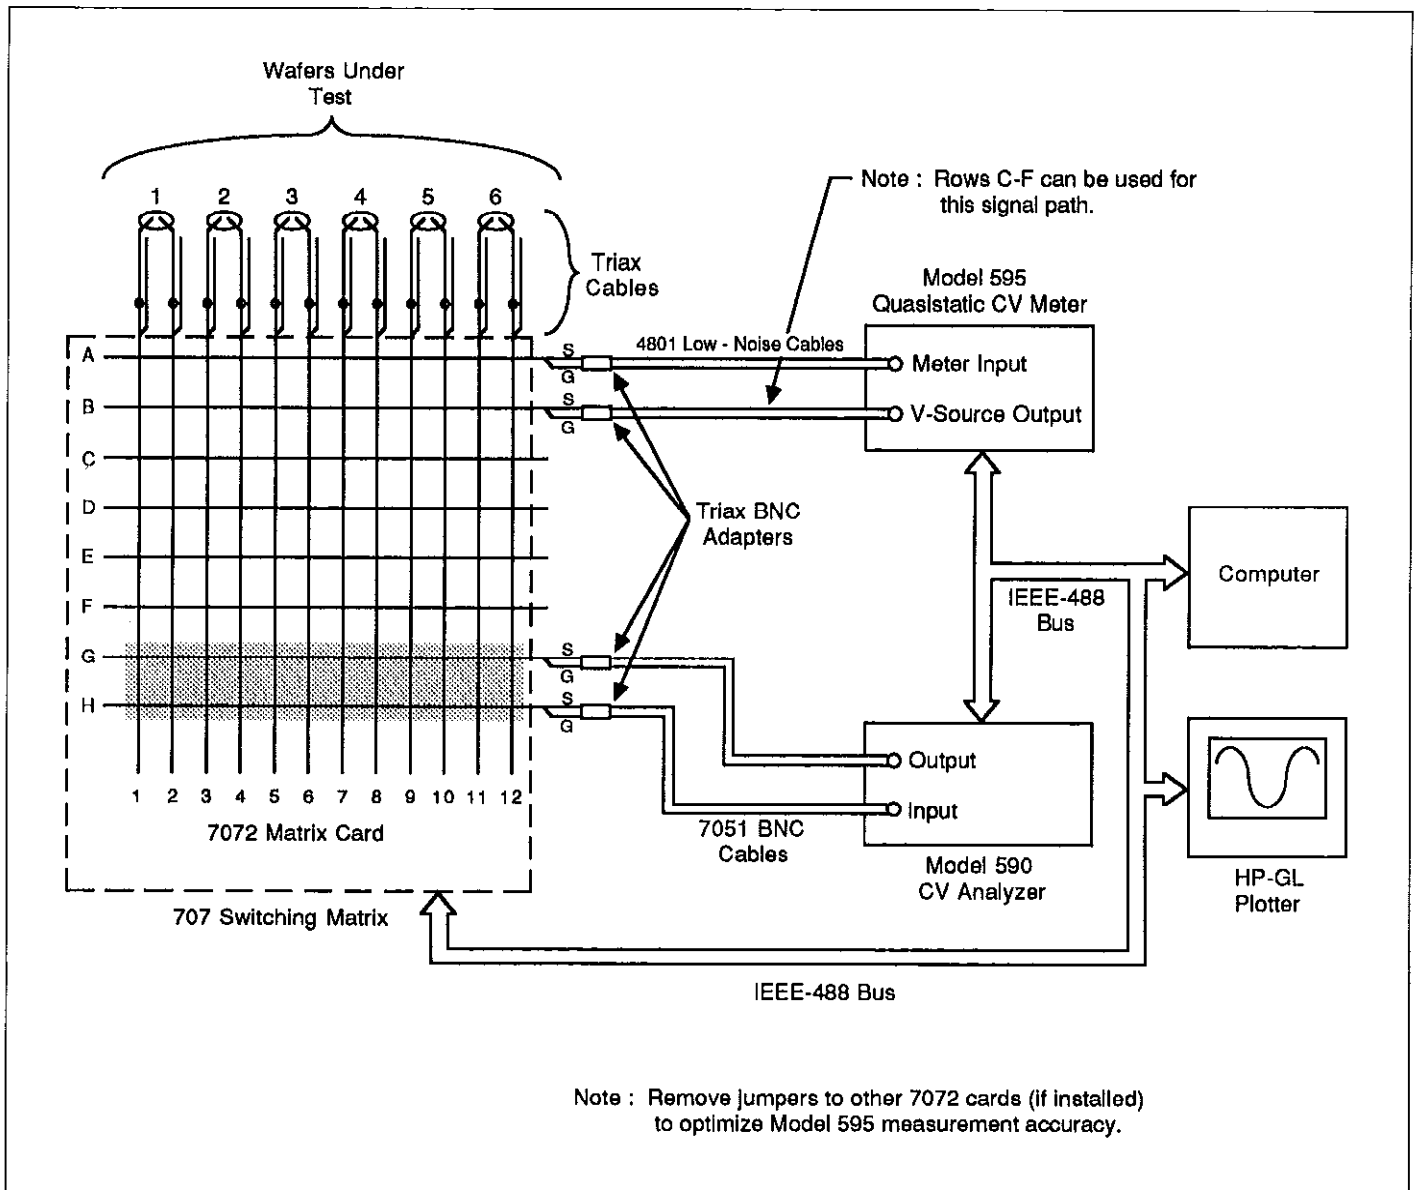 Wafers Under
Test
1 2 3 4 5 6
Triax
Cables
Note : Rows C-F can be used for
this signal path.
Model 595
Quasistatic CV Meter
4801 Low - Noise Cables
Meter Input
V-Source Output
A
B
C
D
E
F
G
H
S
G
S
G
S
G
S
G
Triax BNC
Adapters
IEEE-488
Bus
Computer
Output
Input
7051 BNC
Cables
Model 590
CV Analyzer
HP-GL
Plotter
1 2 3 4 5 6 7 8 9 10 11 12
7072 Matrix Card
707 Switching Matrix
IEEE-488 Bus
Note : Remove jumpers to other 7072 cards (if installed)
to optimize Model 595 measurement accuracy.